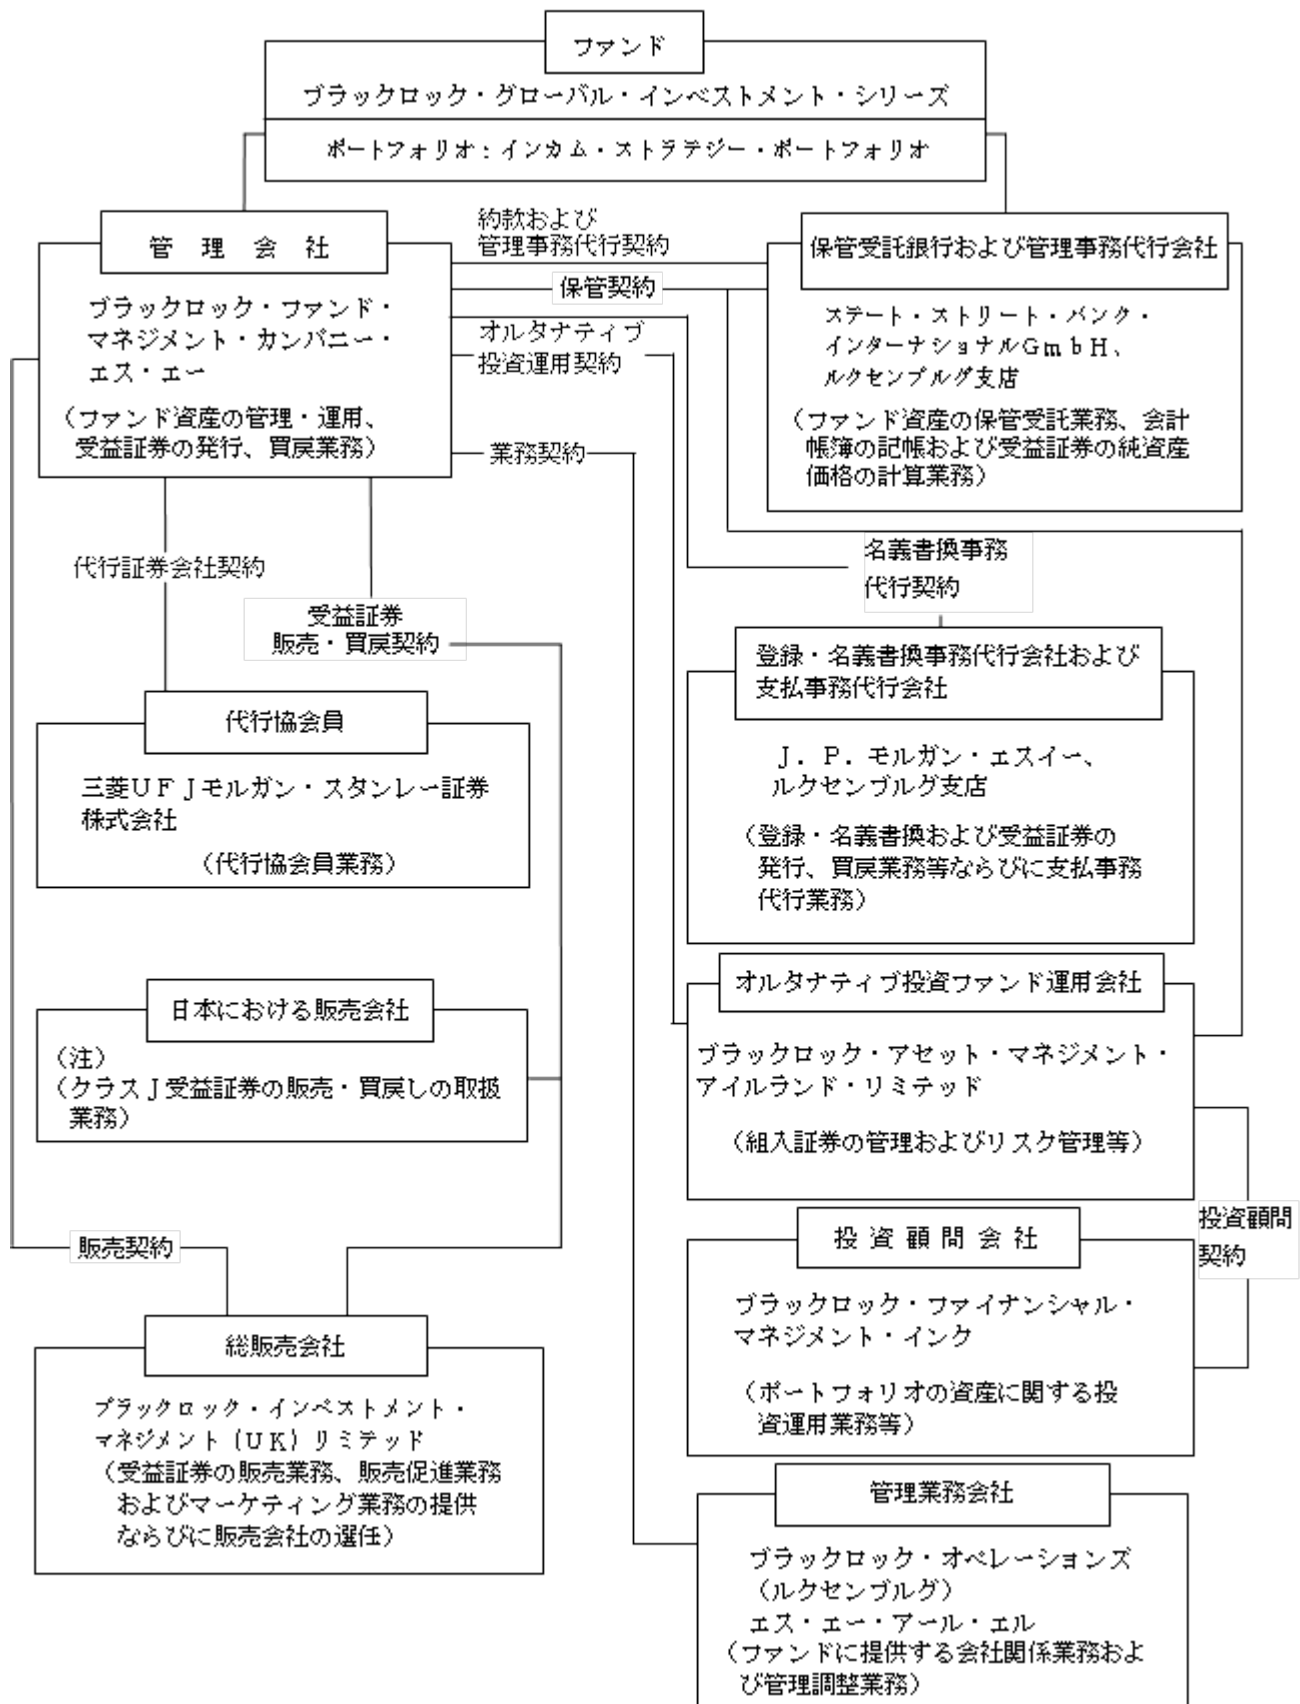 ファンド
ブラックロック・グローバル・インベストメント・シリーズ
ポートフォリオ：インカム・ストラテジー・ポートフォリオ
管 理 会 社
ブラックロック・ファンド・
マネジメント・カンパニー・
エス・エー
（ファンド資産の管理・運用、
受益証券の発行、買戻業務）
約款および
管理事務代行契約
保管契約
オルタナティブ
投資運用契約
業務契約
保管受託銀行および管理事務代行会社
ステート・ストリート・バンク・
インターナショナルＧｍｂＨ、
ルクセンブルグ支店
（ファンド資産の保管受託業務、会計
帳簿の記帳および受益証券の純資産
価格の計算業務）
代行証券会社契約
受益証券
販売・買戻契約
名義書換事務
代行契約
代行協会員
三菱ＵＦＪモルガン・スタンレー証券
株式会社
（代行協会員業務）
登録・名義書換事務代行会社および
支払事務代行会社
Ｊ．Ｐ．モルガン・エスイー、
ルクセンブルグ支店
（登録・名義書換および受益証券の
発行、買戻業務等ならびに支払事務
代行業務）
日本における販売会社
（注）
（クラスＪ受益証券の販売・買戻しの取扱
業務）
オルタナティブ投資ファンド運用会社
ブラックロック・アセット・マネジメント・
アイルランド・リミテッド
（組入証券の管理およびリスク管理等）
投資顧問
契約
販売契約
投 資 顧 問 会 社
ブラックロック・ファイナンシャル・
マネジメント・インク
（ポートフォリオの資産に関する投
資運用業務等）
総販売会社
ブラックロック・インベストメント・
マネジメント（ＵＫ）リミテッド
（受益証券の販売業務、販売促進業務
およびマーケティング業務の提供
ならびに販売会社の選任）
管理業務会社
ブラックロック・オペレーションズ
（ルクセンブルグ）
エス・エー・アール・エル
（ファンドに提供する会社関係業務およ
び管理調整業務）